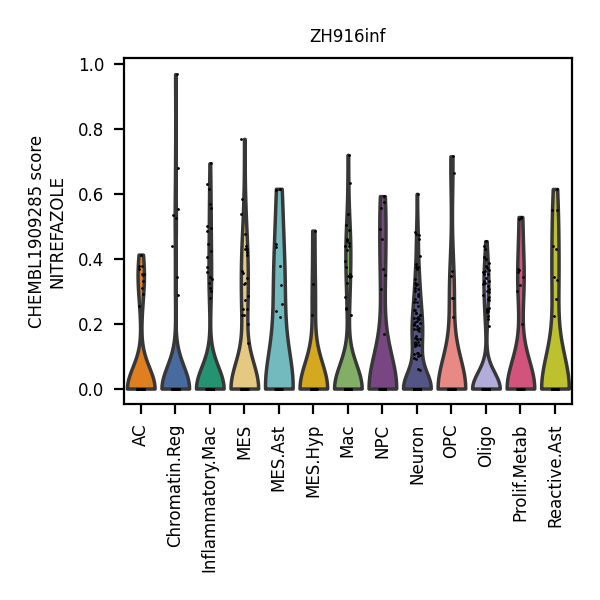 ZH916inf
CHEMBL1909285 score
NITREFAZOLE
1.0
0.8
0.6
0.4
0.2
0.0
AC
Chromatin.Reg
Inflammatory.Mac
MES
MES.Ast
MES.Hyp
Mac
NPC
Neuron
OPC
Oligo
Prolif.Metab
Reactive.Ast